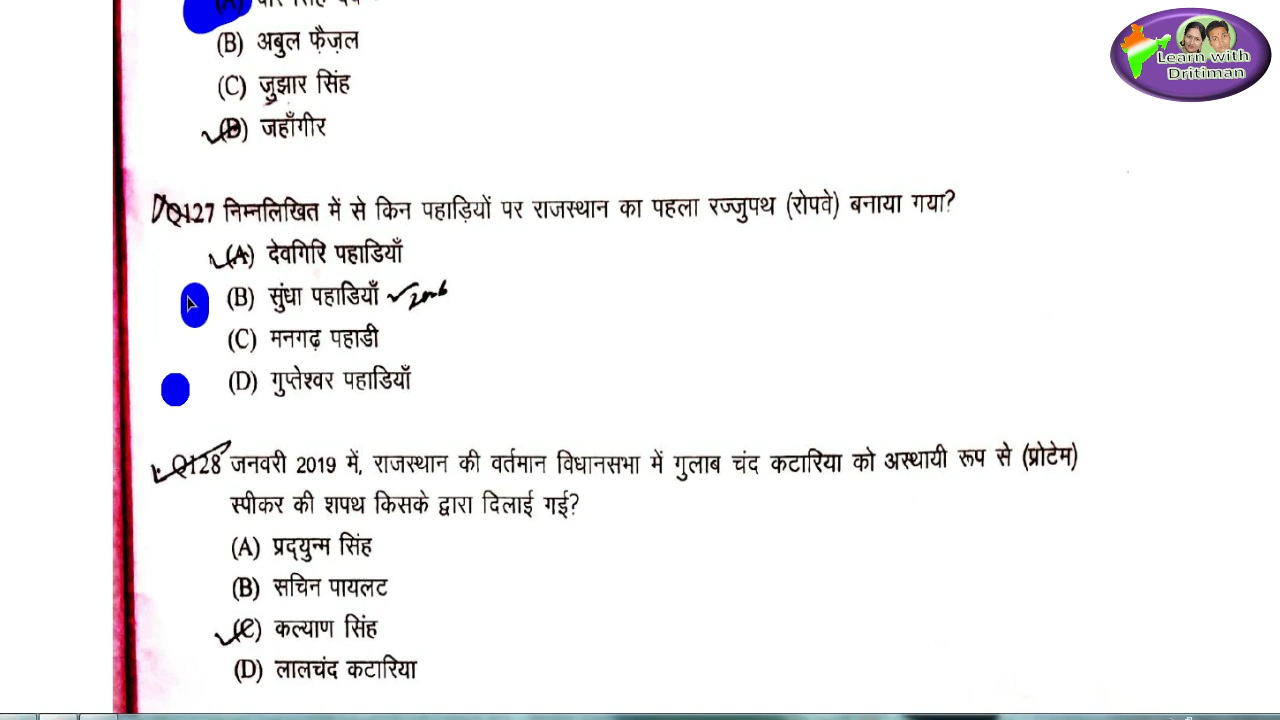 (B) अबुल फ़ैज़ल
(C) जुझार सिंह
(D) जहाँगीर
Q127 निम्नलिखित में से किन पहाड़ियों पर राजस्थान का पहला रज्जुपथ (रोपवे) बनाया गया?
(A) देवगिरि पहाडियाँ
(B) सुंधा पहाडियाँ
(C) मनगढ़ पहाडी
(D) गुप्तेश्वर पहाडियाँ
Q128 जनवरी 2019 में, राजस्थान की वर्तमान विधानसभा में गुलाब चंद कटारिया को अस्थायी रूप से (प्रोटेम)
स्पीकर की शपथ किसके द्वारा दिलाई गई?
(A) प्रद्युन्म सिंह
(B) सचिन पायलट
(C) कल्याण सिंह
(D) लालचंद कटारिया
Learn with
Dritiman